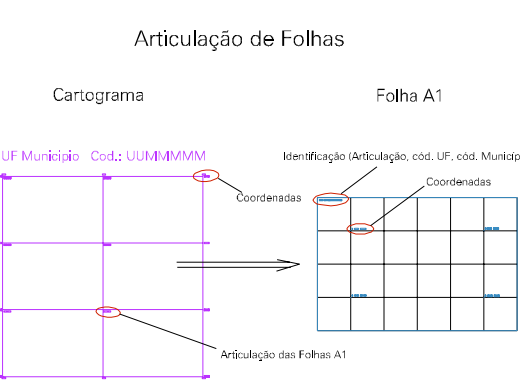 Articulação de Folhas
Cartograma
Folha A1
UF Municipio Cod.: UUMMMMM
Identificação (Articulação, cód. UF, cód. Municíp
Coordenadas
Coordenadas
Articulação das Folhas A1